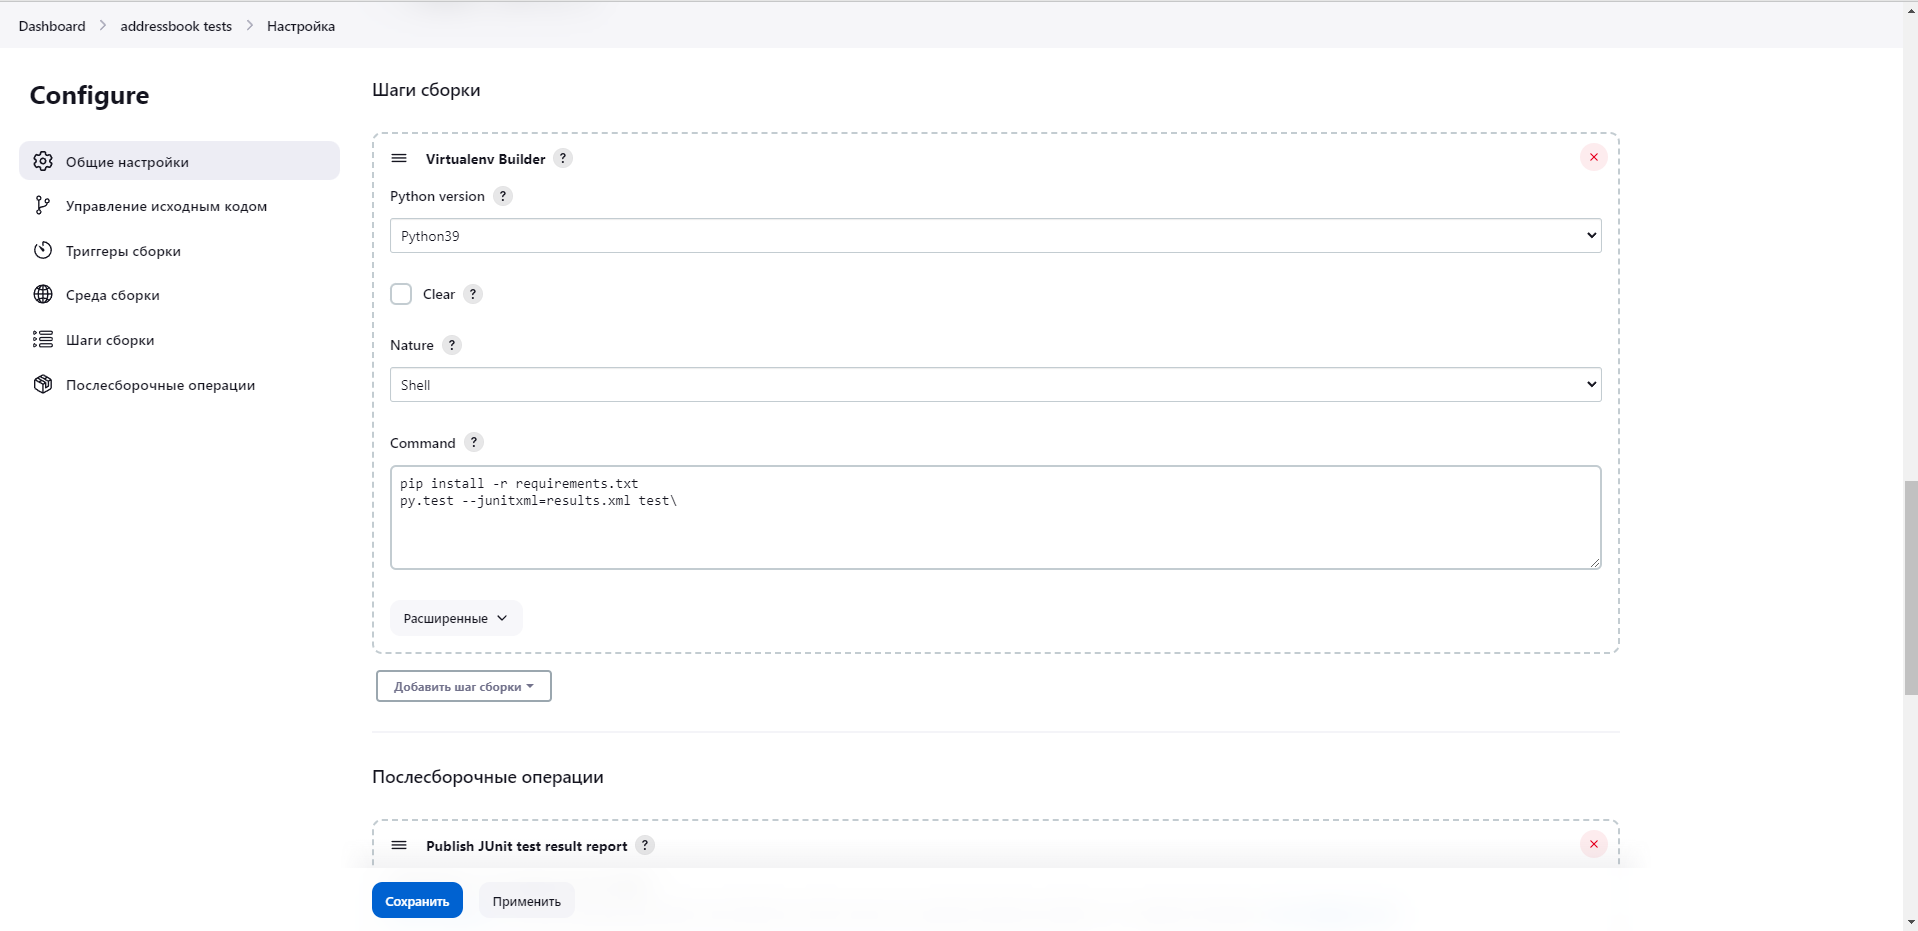 Dashboard > addressbook tests > Настройка
Configure
Общие настройки
Управление исходным кодом
Триггеры сборки
Среда сборки
Шаги сборки
Послесборочные операции
Шаги сборки
Virtualenv Builder ?
Python version ?
Python39
Clear ?
Nature ?
Shell
Command ?
pip install -r requirements.txt
py.test --junitxml=results.xml test\
Расширенные
Добавить шаг сборки
Послесборочные операции
Publish JUnit test result report ?
Сохранить Применить